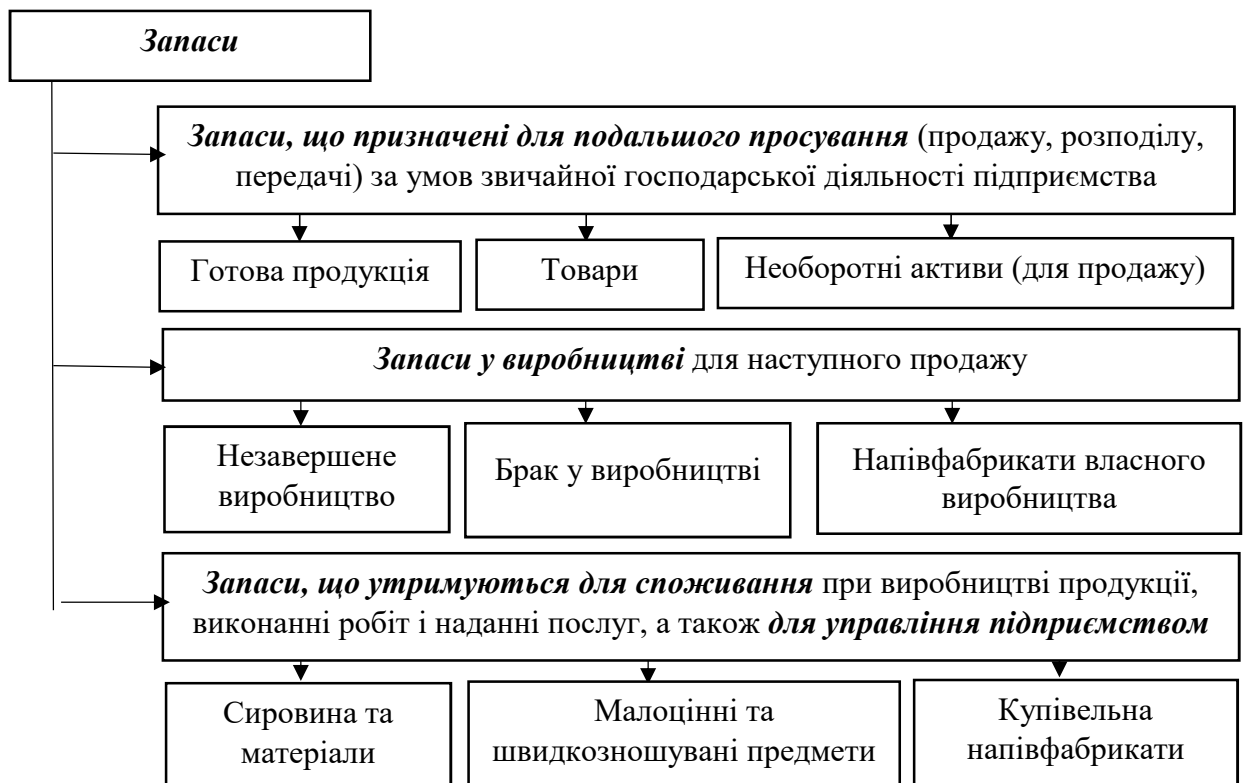 Запаси
Запаси, що призначені для подальшого просування (продажу, розподілу,
передачі) за умов звичайної господарської діяльності підприємства
Готова продукція
Товари
Необоротні активи (для продажу)
Запаси у виробництві для наступного продажу
Незавершене
виробництво
Брак у виробництві
Напівфабрикати власного
виробництва
Запаси, що утримуються для споживання при виробництві продукції,
виконанні робіт і наданні послуг, а також для управління підприємством
Сировина та
матеріали
Малоцінні та
швидкозношувані предмети
Купівельна
напівфабрикати